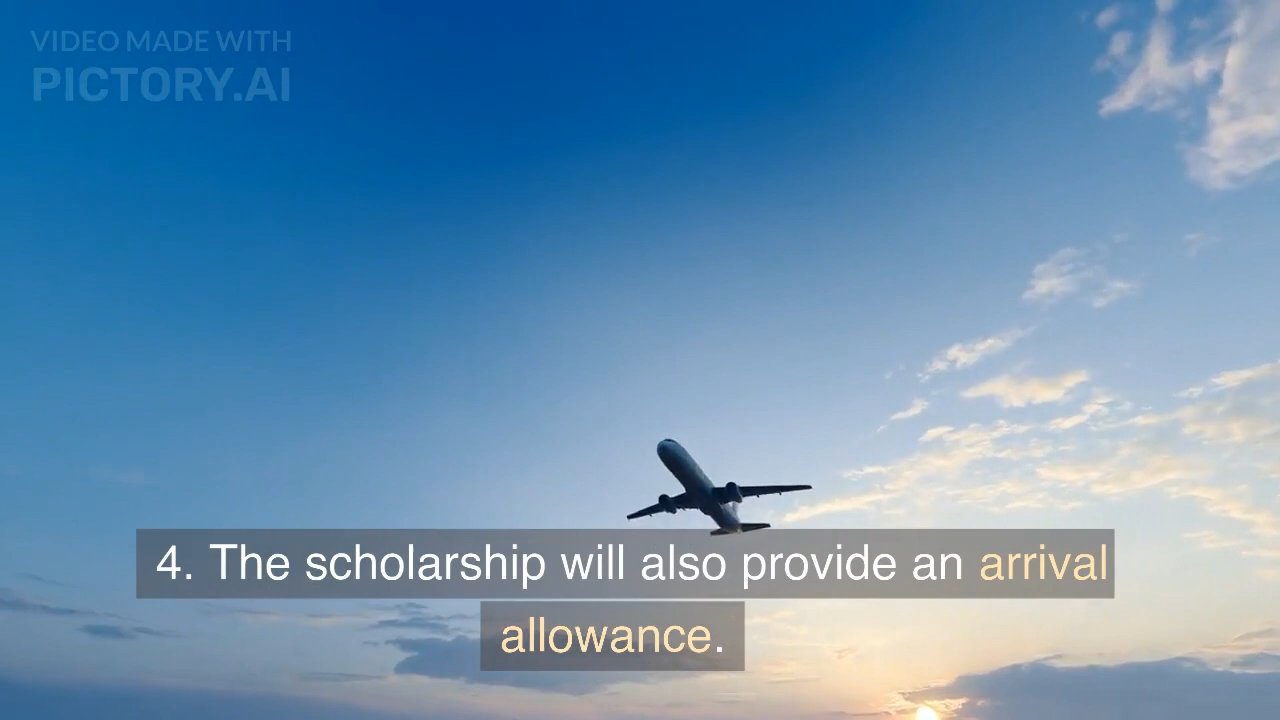 VIDEO MADE WITH
PICTORY.AI
4. The scholarship will also provide an arrival
allowance.